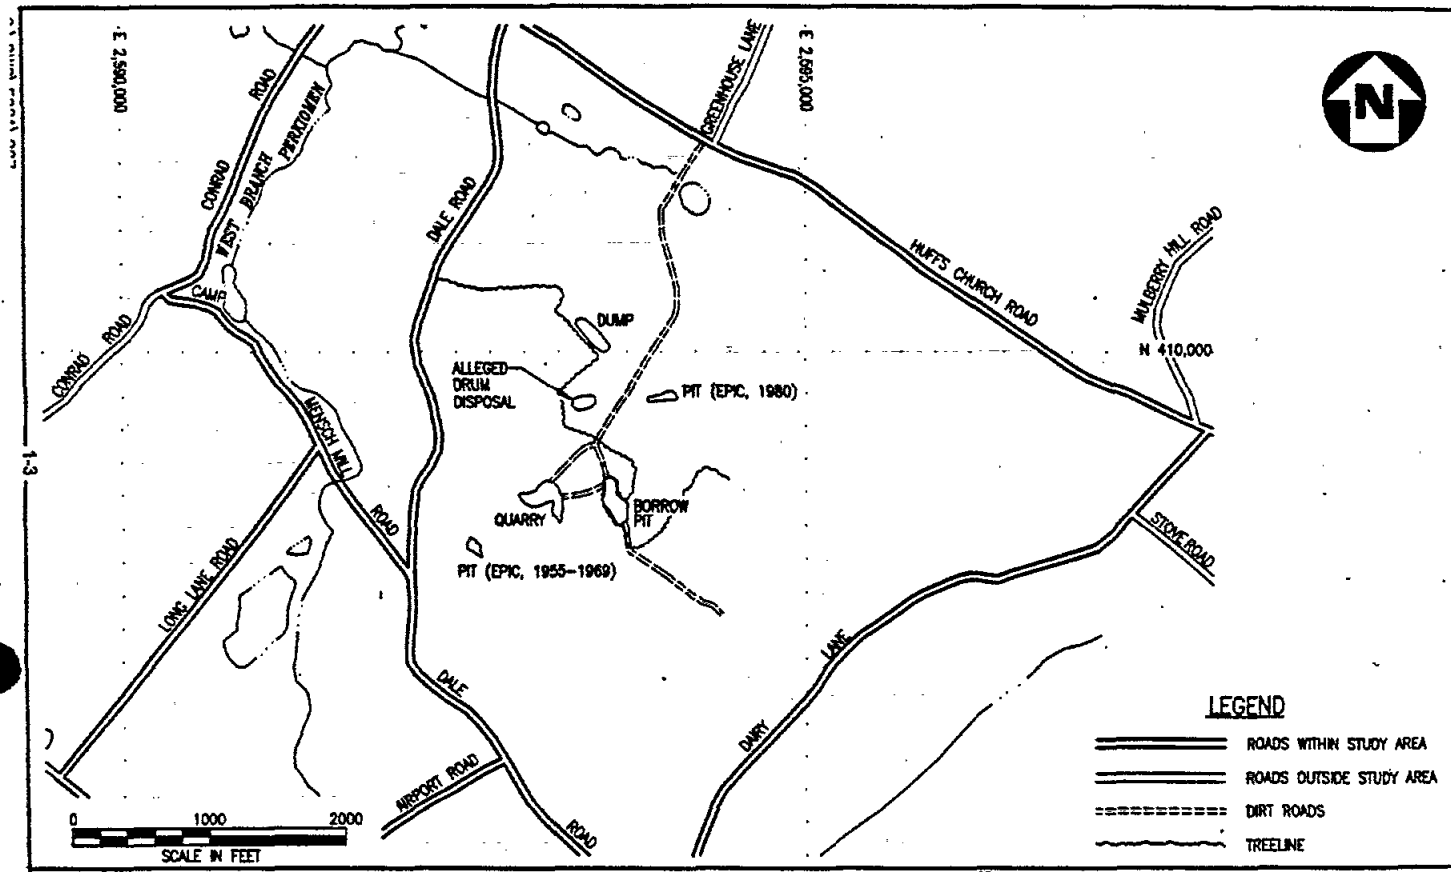 E 2,590,000
E 2,595,000
N
GREENHOUSE LANE
CONRAD
ROAD
WEST BRANCH PERKIOMEN
DALE ROAD
HUFFS CHURCH ROAD
MULBERRY HILL ROAD
CAMP
CONRAD ROAD
DUMP
N 410,000
ALLEGED
DRUM
DISPOSAL
PIT (EPIC, 1980)
MENSCH MILL
ROAD
1-3
QUARRY
BORROW
PIT
PIT (EPIC, 1955-1969)
STOVE ROAD
LONG LANE ROAD
DAIRY
LANE
DALE
ROAD
AIRPORT ROAD
LEGEND
ROADS WITHIN STUDY AREA
ROADS OUTSIDE STUDY AREA
DIRT ROADS
TREELINE
0 1000 2000
SCALE IN FEET